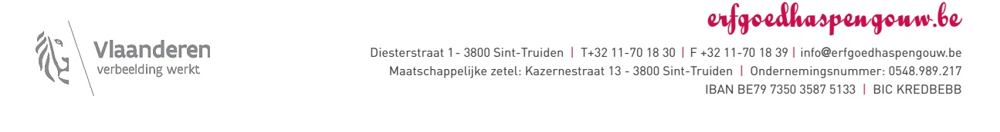 erfgoedhaspengouw.be
Vlaanderen
verbeelding werkt
Diesterstraat 1 - 3800 Sint-Truiden | T+32 11-70 18 30 | F +32 11-70 18 39 | info@erfgoedhaspengouw.be
Maatschappelijke zetel: Kazernestraat 13 - 3800 Sint-Truiden | Ondernemingsnummer: 0548.989.217
IBAN BE79 7350 3587 5133 | BIC KREDBEBB